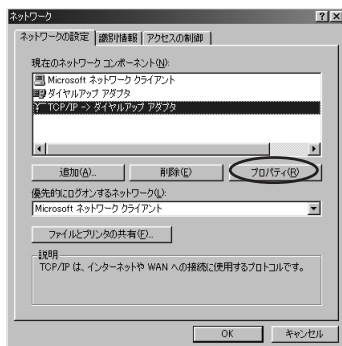 ネットワーク
ネットワークの設定 識別情報 アクセスの制御
現在のネットワーク コンポーネント(N):
Microsoft ネットワーク クライアント
ダイヤルアップ アダプタ
TCP/IP -> ダイヤルアップ アダプタ
追加(A)... 削除(E) プロパティ(R)
優先的にログオンするネットワーク(L):
Microsoft ネットワーク クライアント
ファイルとプリンタの共有(F)...
説明
TCP/IP は、インターネットや WAN への接続に使用するプロトコルです。
OK キャンセル